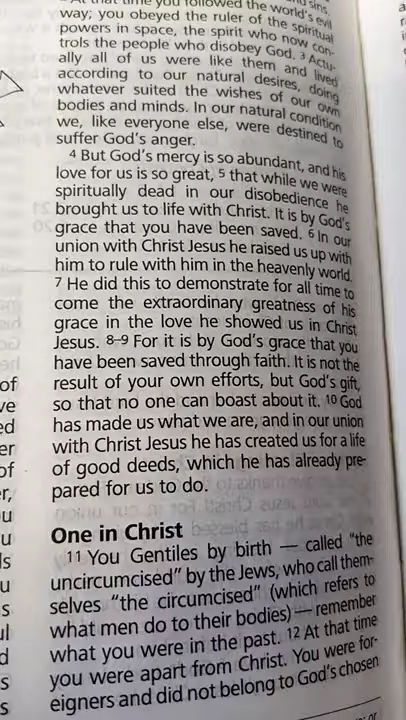 2 At that time you followed the world's evil
way; you obeyed the ruler of the spiritual
powers in space, the spirit who now con-
trols the people who disobey God. 3 Actu-
ally all of us were like them and lived
according to our natural desires, doing
whatever suited the wishes of our own
bodies and minds. In our natural condition
we, like everyone else, were destined to
suffer God's anger.
4 But God's mercy is so abundant, and his
love for us is so great, 5 that while we were
spiritually dead in our disobedience he
brought us to life with Christ. It is by God's
grace that you have been saved. 6 In our
union with Christ Jesus he raised us up with
him to rule with him in the heavenly world.
7 He did this to demonstrate for all time to
come the extraordinary greatness of his
grace in the love he showed us in Christ
Jesus. 8–9 For it is by God's grace that you
have been saved through faith. It is not the
result of your own efforts, but God's gift,
so that no one can boast about it. 10 God
has made us what we are, and in our union
with Christ Jesus he has created us for a life
of good deeds, which he has already pre-
pared for us to do.
One in Christ
11 You Gentiles by birth — called "the
uncircumcised" by the Jews, who call them-
selves "the circumcised" (which refers to
what men do to their bodies) — remember
what you were in the past. 12 At that time
you were apart from Christ. You were for-
eigners and did not belong to God's chosen